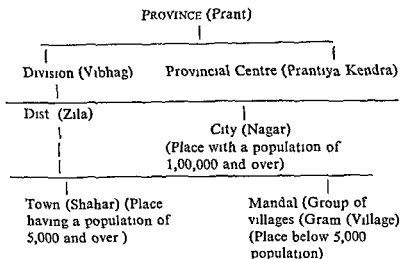 PROVINCE (Prant)
Division (Vibhag) Provincial Centre (Prantiya Kendra)
Dist (Zila)
City (Nagar)
(Place with a population of
1,00,000 and over)
Town (Shahar) (Place
having a population of
5,000 and over )
Mandal (Group of
villages (Gram (Village)
(Place below 5,000
population)